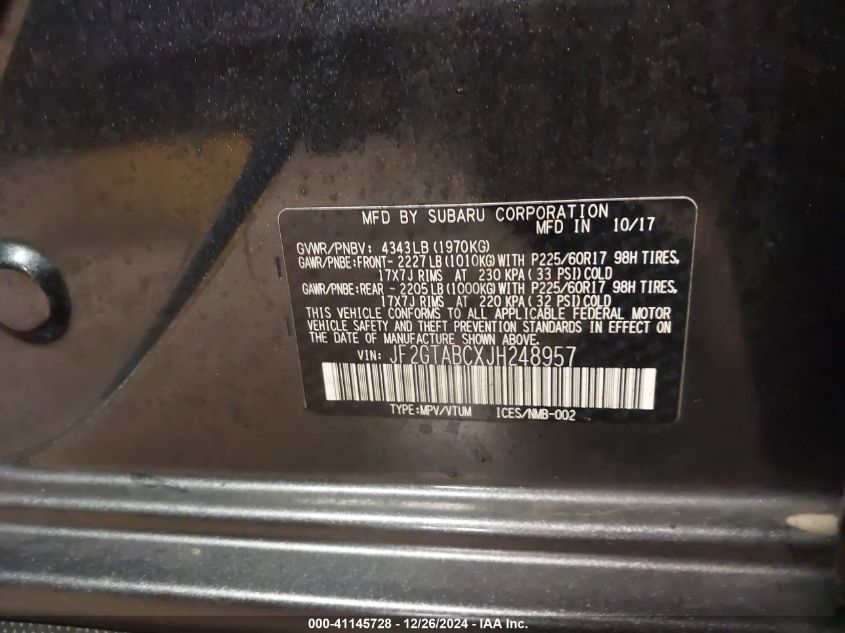 MFD BY SUBARU CORPORATION
MFD IN 10/17
GVWR/PNBV: 4343LB(1970KG)
GAWR/PNBE:FRONT- 2227LB(1010KG)WITH P225/60R17 98H TIRES,
17X7J RIMS AT 230 KPA( 33 PSI)COLD
GAWR/PNBE:REAR - 2205LB(1000KG)WITH P225/60R17 98H TIRES,
17X7J RIMS AT 220 KPA( 32 PSI)COLD
THIS VEHICLE CONFORMS TO ALL APPLICABLE FEDERAL MOTOR
VEHICLE SAFETY AND THEFT PREVENTION STANDARDS IN EFFECT ON
THE DATE OF MANUFACTURE SHOWN ABOVE.
VIN: JF2GTABCXJH248957
TYPE:MPV/VTUM ICES/NMB-002
000-41145728 - 12/26/2024 - IAA Inc.